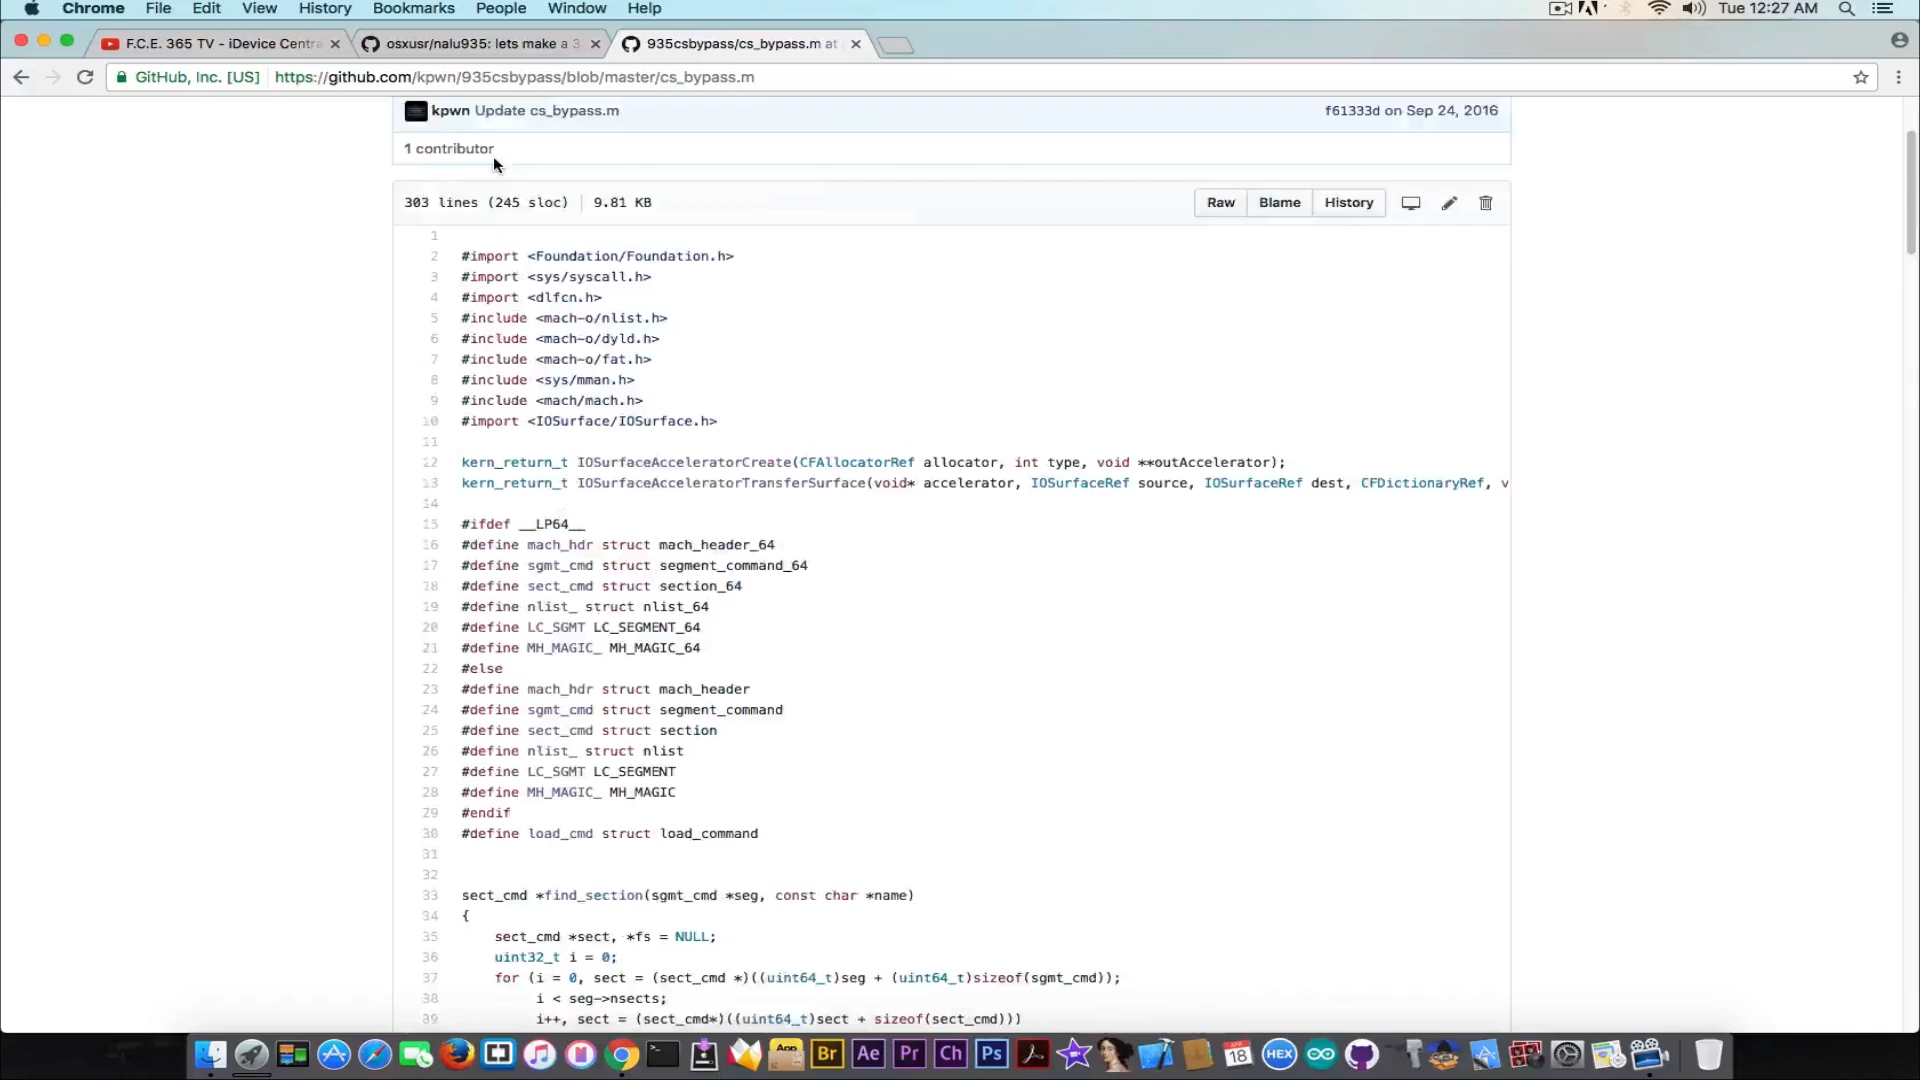 Chrome File Edit View History Bookmarks People Window Help Tue 12:27 AM
F.C.E. 365 TV - iDevice Centra osxusr/nalu935: lets make a 3 935csbypass/cs_bypass.m at
GitHub, Inc. [US] https://github.com/kpwn/935csbypass/blob/master/cs_bypass.m
kpwn Update cs_bypass.m f61333d on Sep 24, 2016
1 contributor
303 lines (245 sloc) 9.81 KB Raw Blame History
1
2 #import <Foundation/Foundation.h>
3 #import <sys/syscall.h>
4 #import <dlfcn.h>
5 #include <mach-o/nlist.h>
6 #include <mach-o/dyld.h>
7 #include <mach-o/fat.h>
8 #include <sys/mman.h>
9 #include <mach/mach.h>
10 #import <IOSurface/IOSurface.h>
11
12 kern_return_t IOSurfaceAcceleratorCreate(CFAllocatorRef allocator, int type, void **outAccelerator);
13 kern_return_t IOSurfaceAcceleratorTransferSurface(void* accelerator, IOSurfaceRef source, IOSurfaceRef dest, CFDictionaryRef, v
14
15 #ifdef __LP64__
16 #define mach_hdr struct mach_header_64
17 #define sgmt_cmd struct segment_command_64
18 #define sect_cmd struct section_64
19 #define nlist_ struct nlist_64
20 #define LC_SGMT LC_SEGMENT_64
21 #define MH_MAGIC_ MH_MAGIC_64
22 #else
23 #define mach_hdr struct mach_header
24 #define sgmt_cmd struct segment_command
25 #define sect_cmd struct section
26 #define nlist_ struct nlist
27 #define LC_SGMT LC_SEGMENT
28 #define MH_MAGIC_ MH_MAGIC
29 #endif
30 #define load_cmd struct load_command
31
32
33 sect_cmd *find_section(sgmt_cmd *seg, const char *name)
34 {
35 sect_cmd *sect, *fs = NULL;
36 uint32_t i = 0;
37 for (i = 0, sect = (sect_cmd *)((uint64_t)seg + (uint64_t)sizeof(sgmt_cmd));
38 i < seg->nsects;
39 i++, sect = (sect_cmd*)((uint64_t)sect + sizeof(sect_cmd)))
App Br Ae Pr Ch Ps 18 HEX